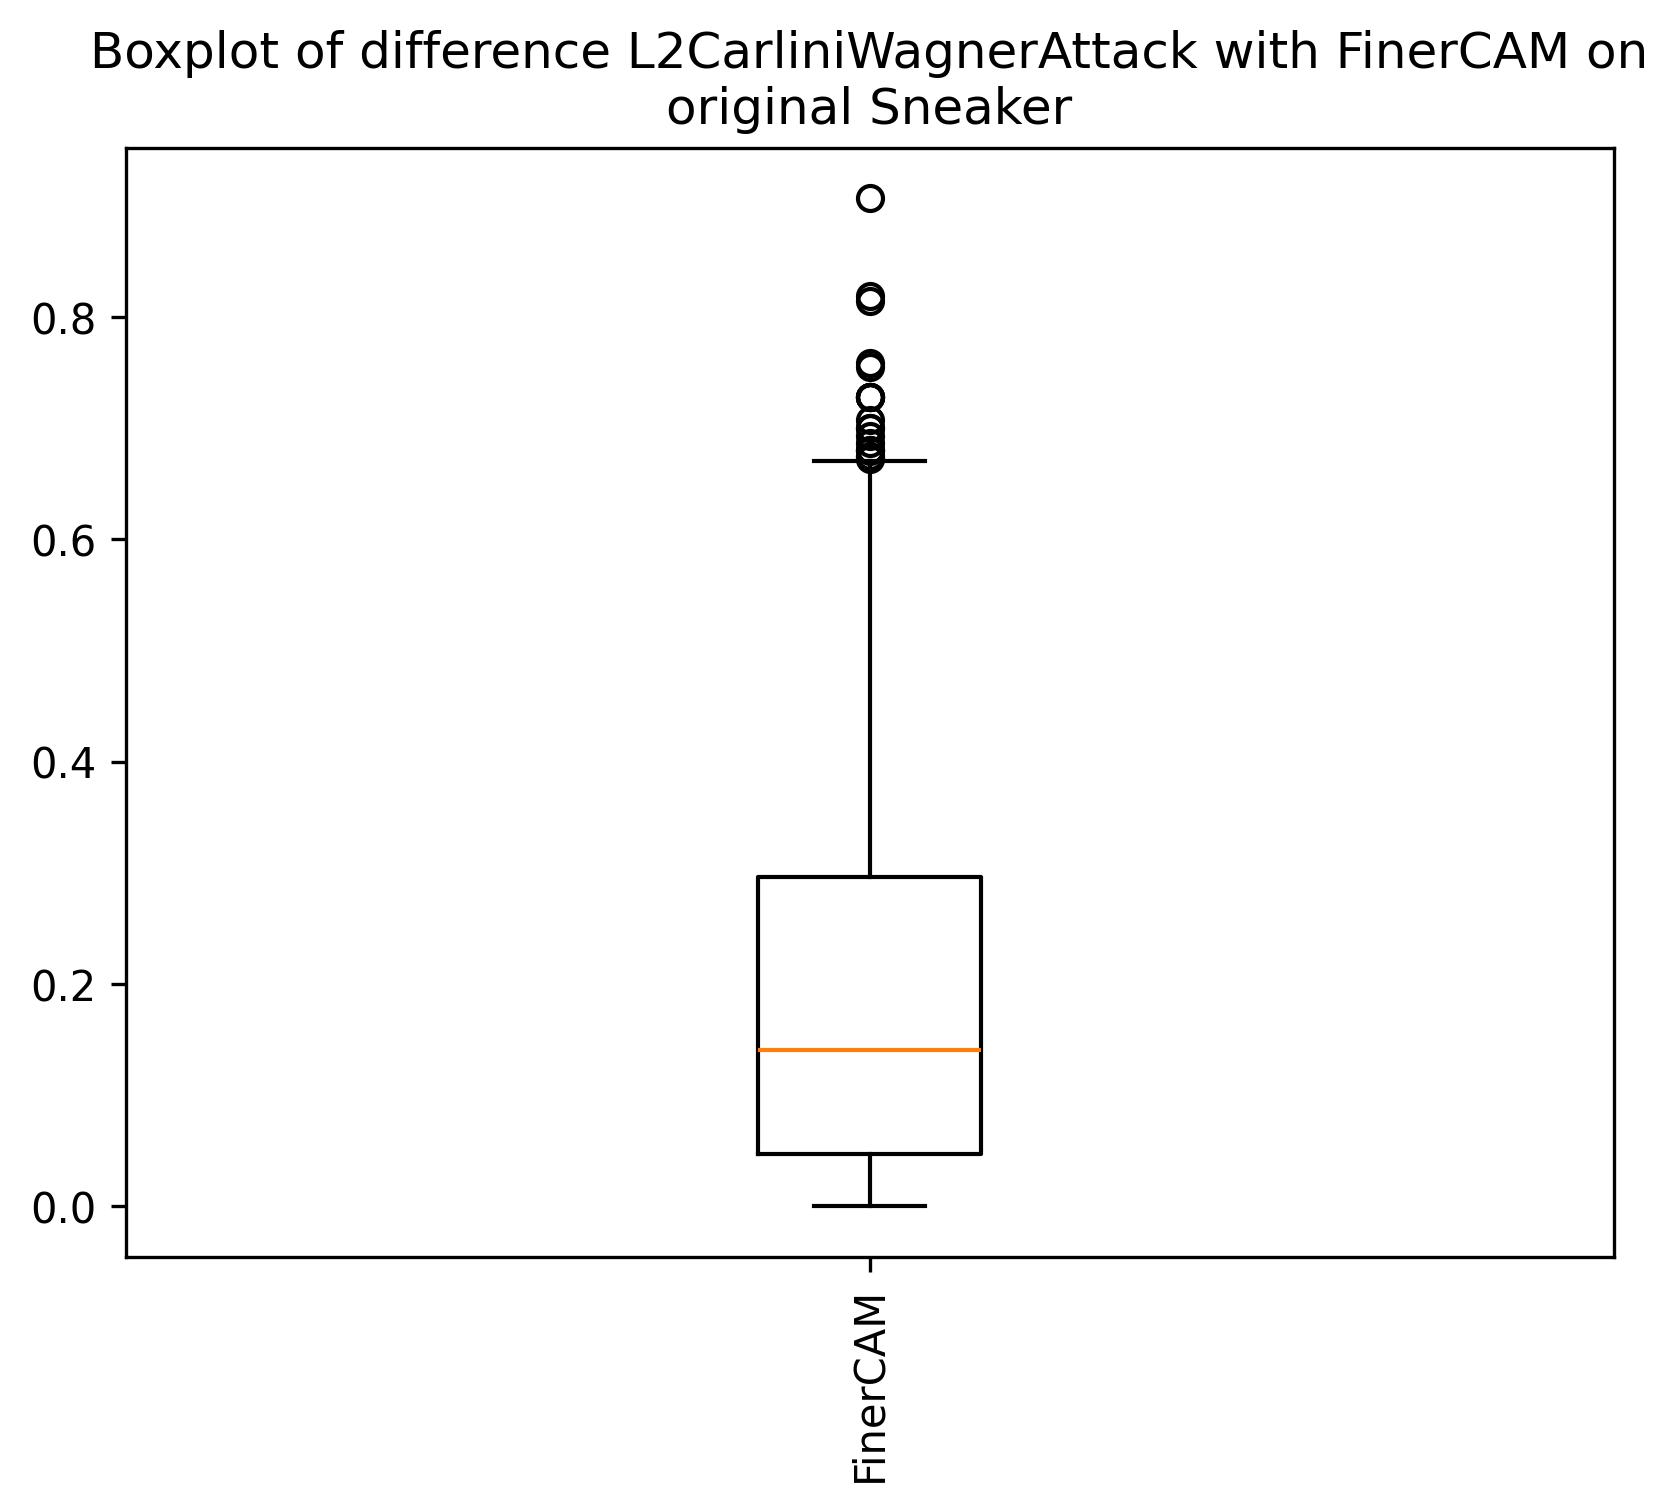 Boxplot of difference L2CarliniWagnerAttack with FinerCAM on
original Sneaker
0.8
0.6
0.4
0.2
0.0
FinerCAM